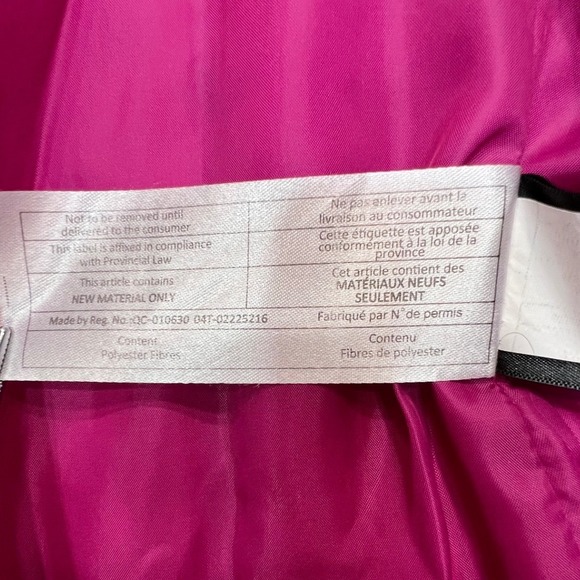 Not to be removed until
delivered to the consumer
This label is affixed in compliance
with Provincial Law
This article contains
NEW MATERIAL ONLY
Made by Reg. No.:QC-010630 04T-02225216
Content
Polyester Fibres
Ne pas enlever avant la
livraison au consommateur
Cette étiquette est apposée
conformément à la loi de la
province
Cet article contient des
MATÉRIAUX NEUFS
SEULEMENT
Fabriqué par N°de permis :
Contenu
Fibres de polyester